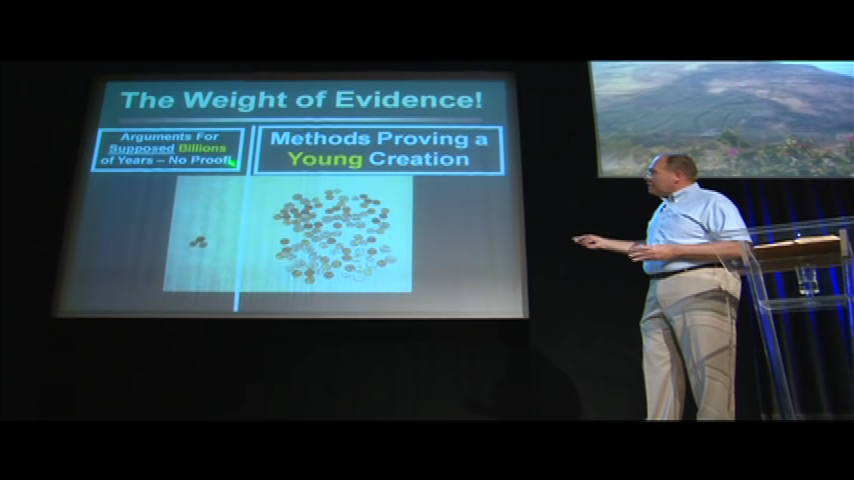 The Weight of Evidence!
Arguments For
Supposed Billions
of Years – No Proof!
Methods Proving a
Young Creation